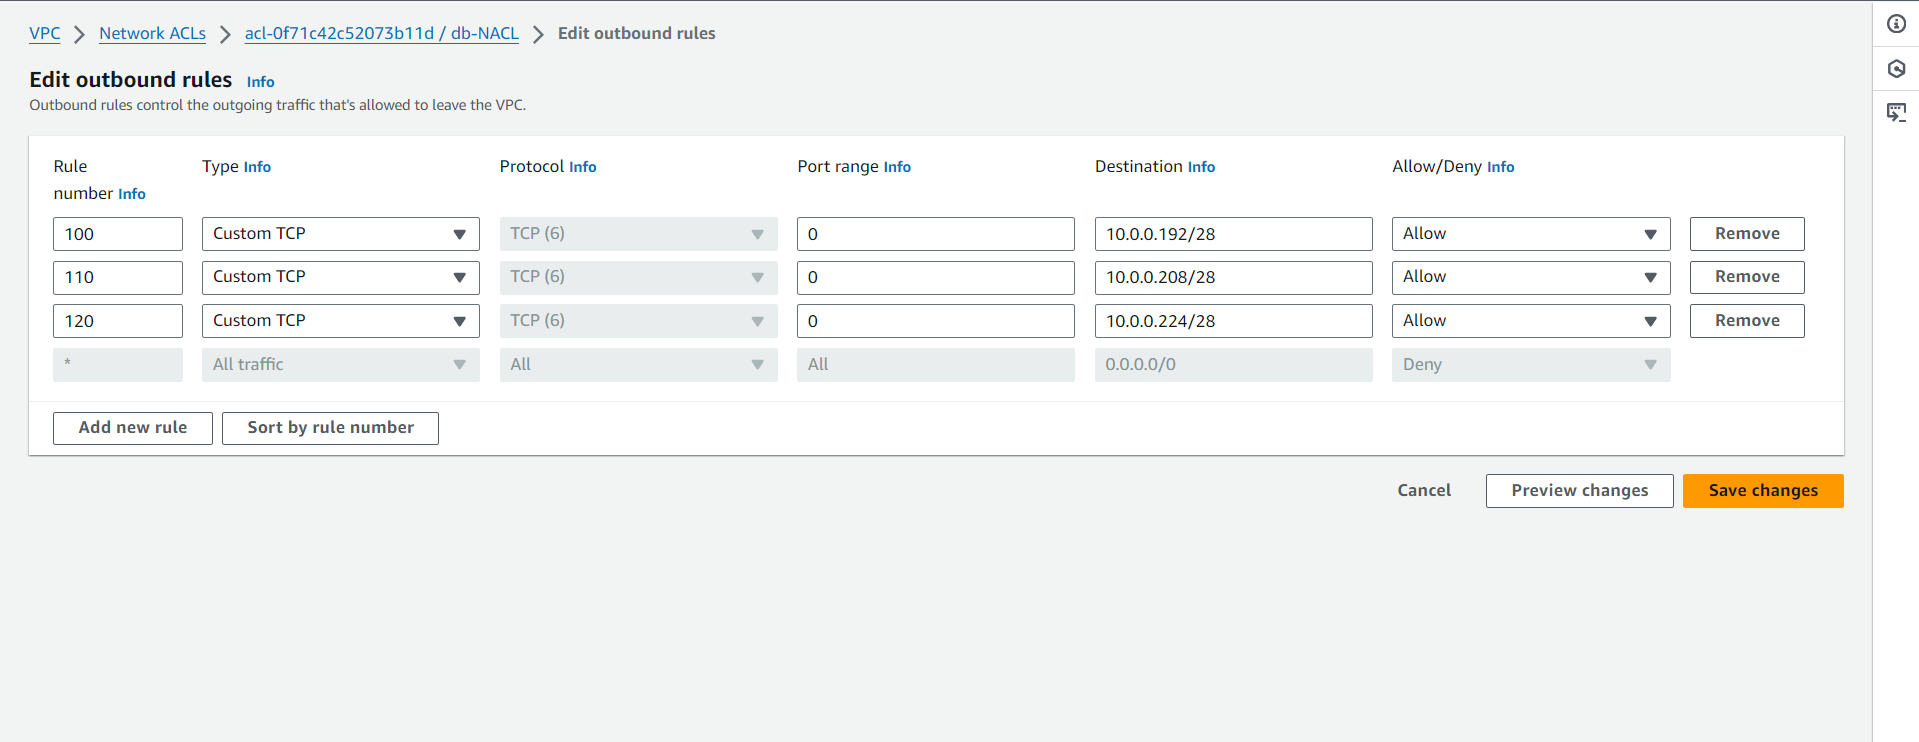 VPC > Network ACLs > acl-0f71c42c52073b11d / db-NACL > Edit outbound rules
Edit outbound rules Info
Outbound rules control the outgoing traffic that's allowed to leave the VPC.
Rule number Info Type Info Protocol Info Port range Info Destination Info Allow/Deny Info
100 Custom TCP TCP (6) 0 10.0.0.192/28 Allow Remove
110 Custom TCP TCP (6) 0 10.0.0.208/28 Allow Remove
120 Custom TCP TCP (6) 0 10.0.0.224/28 Allow Remove
* All traffic All All 0.0.0.0/0 Deny
Add new rule Sort by rule number
Cancel Preview changes Save changes